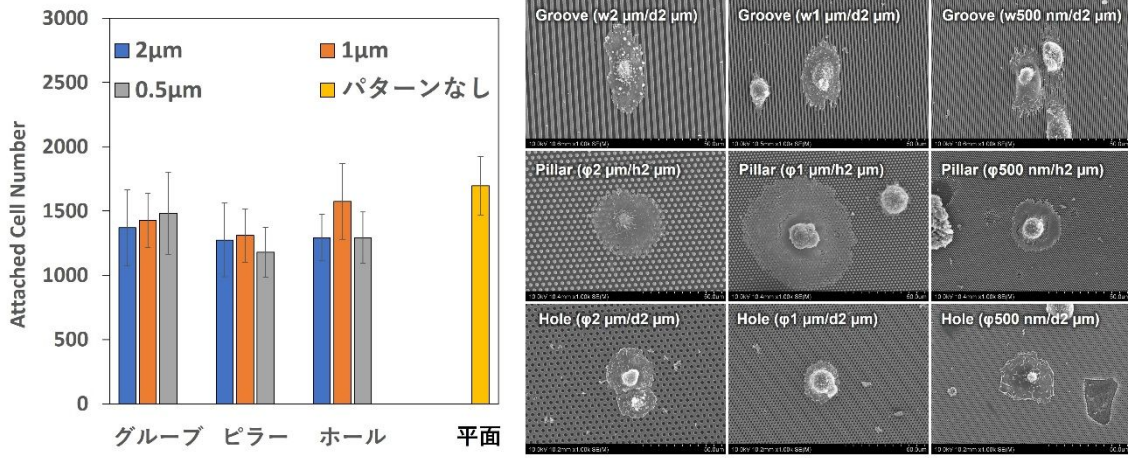 3000
2500
2000
1500
1000
500
0
Attached Cell Number
2μm
1μm
0.5μm
パターンなし
グルーブ
ピラー
ホール
平面
Groove (w2 μm/d2 μm)
Groove (w1 μm/d2 μm)
Groove (w500 nm/d2 μm)
Pillar (φ2 μm/h2 μm)
Pillar (φ1 μm/h2 μm)
Pillar (φ500 nm/h2 μm)
Hole (φ2 μm/d2 μm)
Hole (φ1 μm/d2 μm)
Hole (φ500 nm/d2 μm)